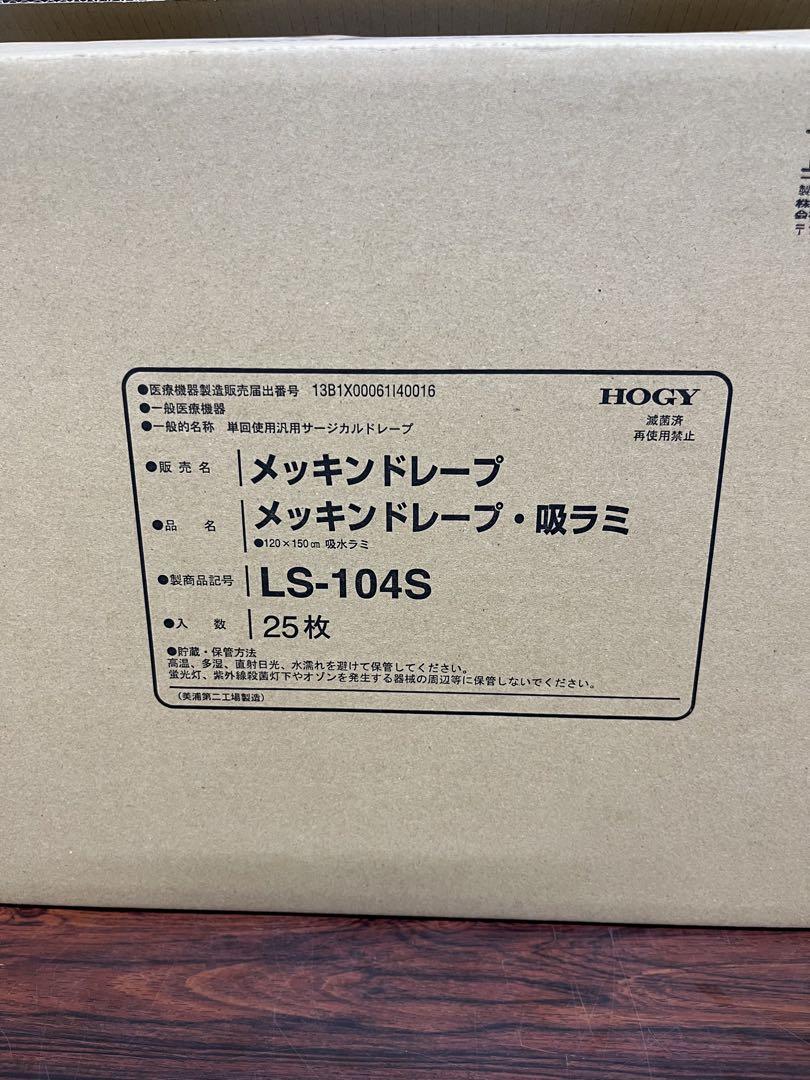 ●医療機器製造販売届出番号 13B1X00061I40016
●一般医療機器
●一般的名称 単回使用汎用サージカルドレープ
HOGY
滅菌済
再使用禁止
●販売名 メッキンドレープ
●品名 メッキンドレープ・吸ラミ
●120×150㎝ 吸水ラミ
●製商品記号 LS-104S
●入数 25枚
●貯蔵・保管方法
高温、多湿、直射日光、水濡れを避けて保管してください。
蛍光灯、紫外線殺菌灯下やオゾンを発生する器械の周辺等に保管しないでください。
（美浦第二工場製造）
製
株
会
〒